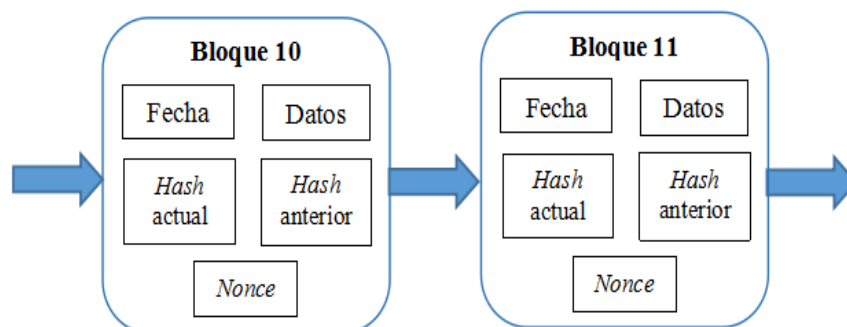 Bloque 10
Fecha
Datos
Hash
actual
Hash
anterior
Nonce
Bloque 11
Fecha
Datos
Hash
actual
Hash
anterior
Nonce